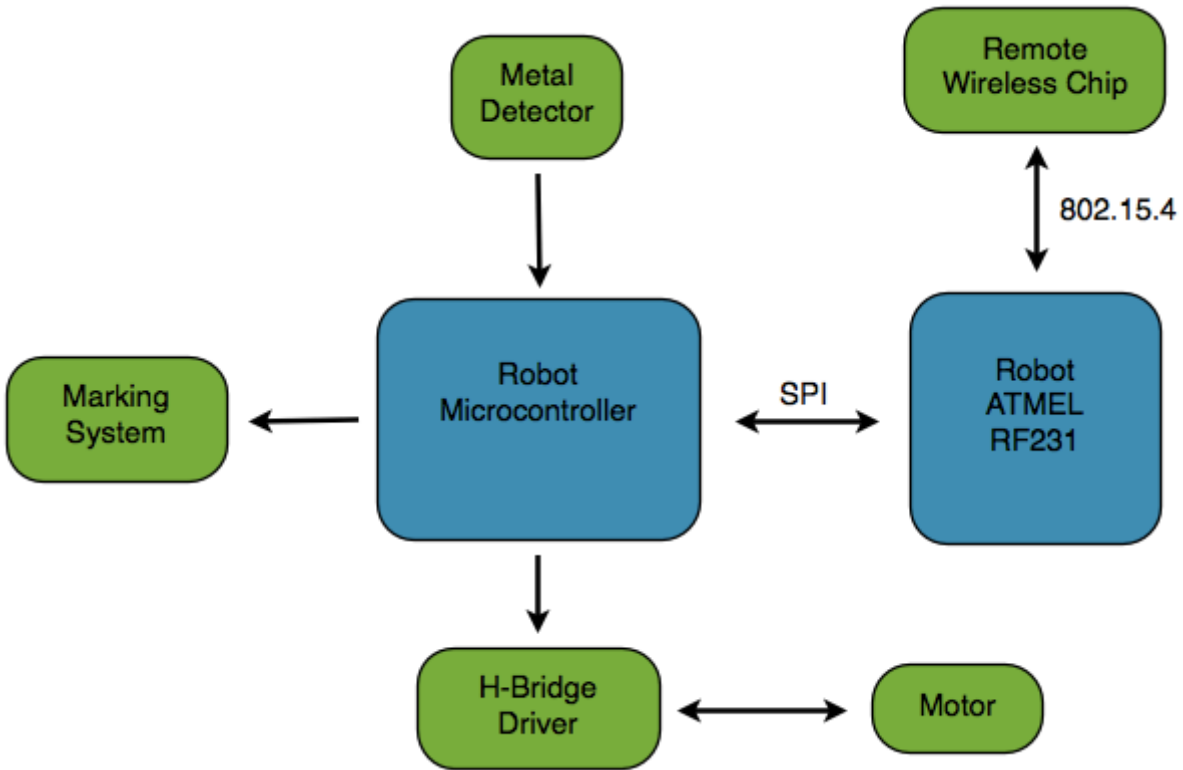 Metal
Detector
Remote
Wireless Chip
802.15.4
Robot
Microcontroller
SPI
Robot
ATMEL
RF231
Marking
System
H-Bridge
Driver
Motor